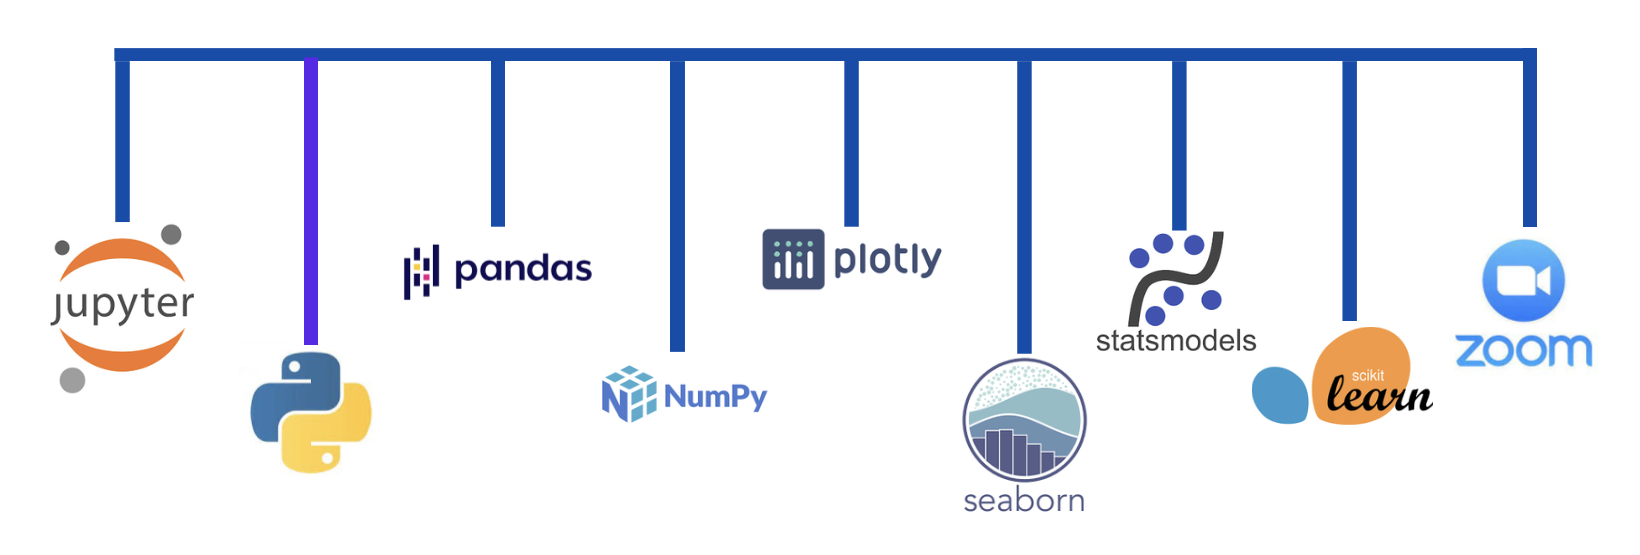 jupyter
pandas
NumPy
plotly
seaborn
statsmodels
scikit
learn
zoom